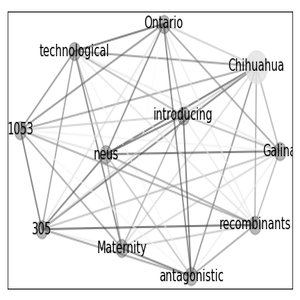 Ontario
technological
Chihuahua
introducing
1053
neus
Galina
305
recombinants
Maternity
antagonistic